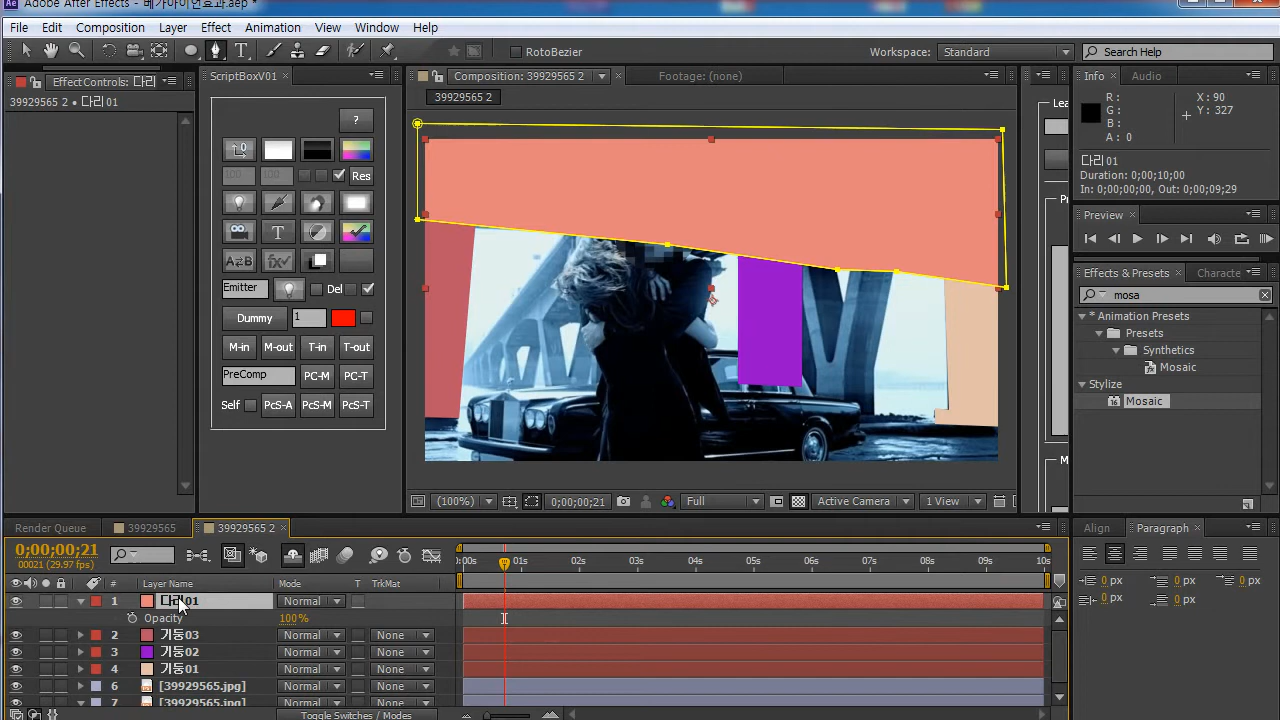 Adobe After Effects - 베가아이언효과.aep *
File Edit Composition Layer Effect Animation View Window Help
RotoBezier Workspace: Standard Search Help
Effect Controls: 다리 ScriptBoxV01 Composition: 39929565 2 Footage: (none) Info Audio
39929565 2 • 다리01 39929565 2 Lea R : X : 90
G : Y : 327
B :
A : 0
?
100 100 Res
다리01
Duration: 0;00;10;00
In: 0;00;00;00, Out: 0;00;09;29
T Pr Preview
A⇄B fx
Emitter Del
Dummy 1
M-in M-out T-in T-out
PreComp PC-M PC-T
Self PcS-A PcS-M PcS-T
Effects & Presets Characte
mosa
* Animation Presets
Presets
Synthetics
Mosaic
Stylize
16 Mosaic
M
(100%) 0;00;00;21 Full Active Camera 1 View
Render Queue 39929565 39929565 2 Align Paragraph
0;00;00;21
00021 (29.97 fps)
0:00s 01s 02s 03s 04s 05s 06s 07s 08s 09s 10s
# Layer Name Mode T TrkMat
0 px 0 px 0 px
0 px 0 px
1 다리01 Normal
Opacity 100%
2 기둥03 Normal None
3 기둥02 Normal None
4 기둥01 Normal None
6 [39929565.jpg] Normal None
7 [39929565.jpg] Normal None
Toggle Switches / Modes